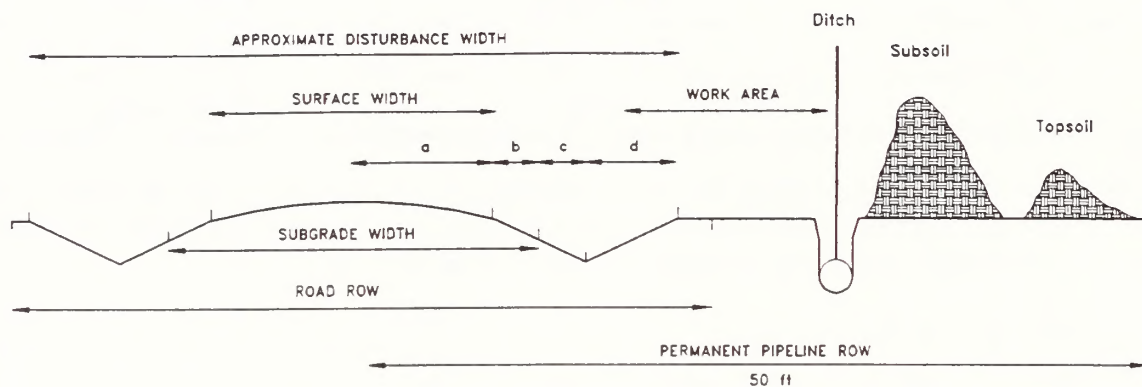 Ditch
APPROXIMATE DISTURBANCE WIDTH
Subsoil
SURFACE WIDTH
WORK AREA
Topsoil
a
b
c
d
SUBGRADE WIDTH
ROAD ROW
PERMANENT PIPELINE ROW
50 ft